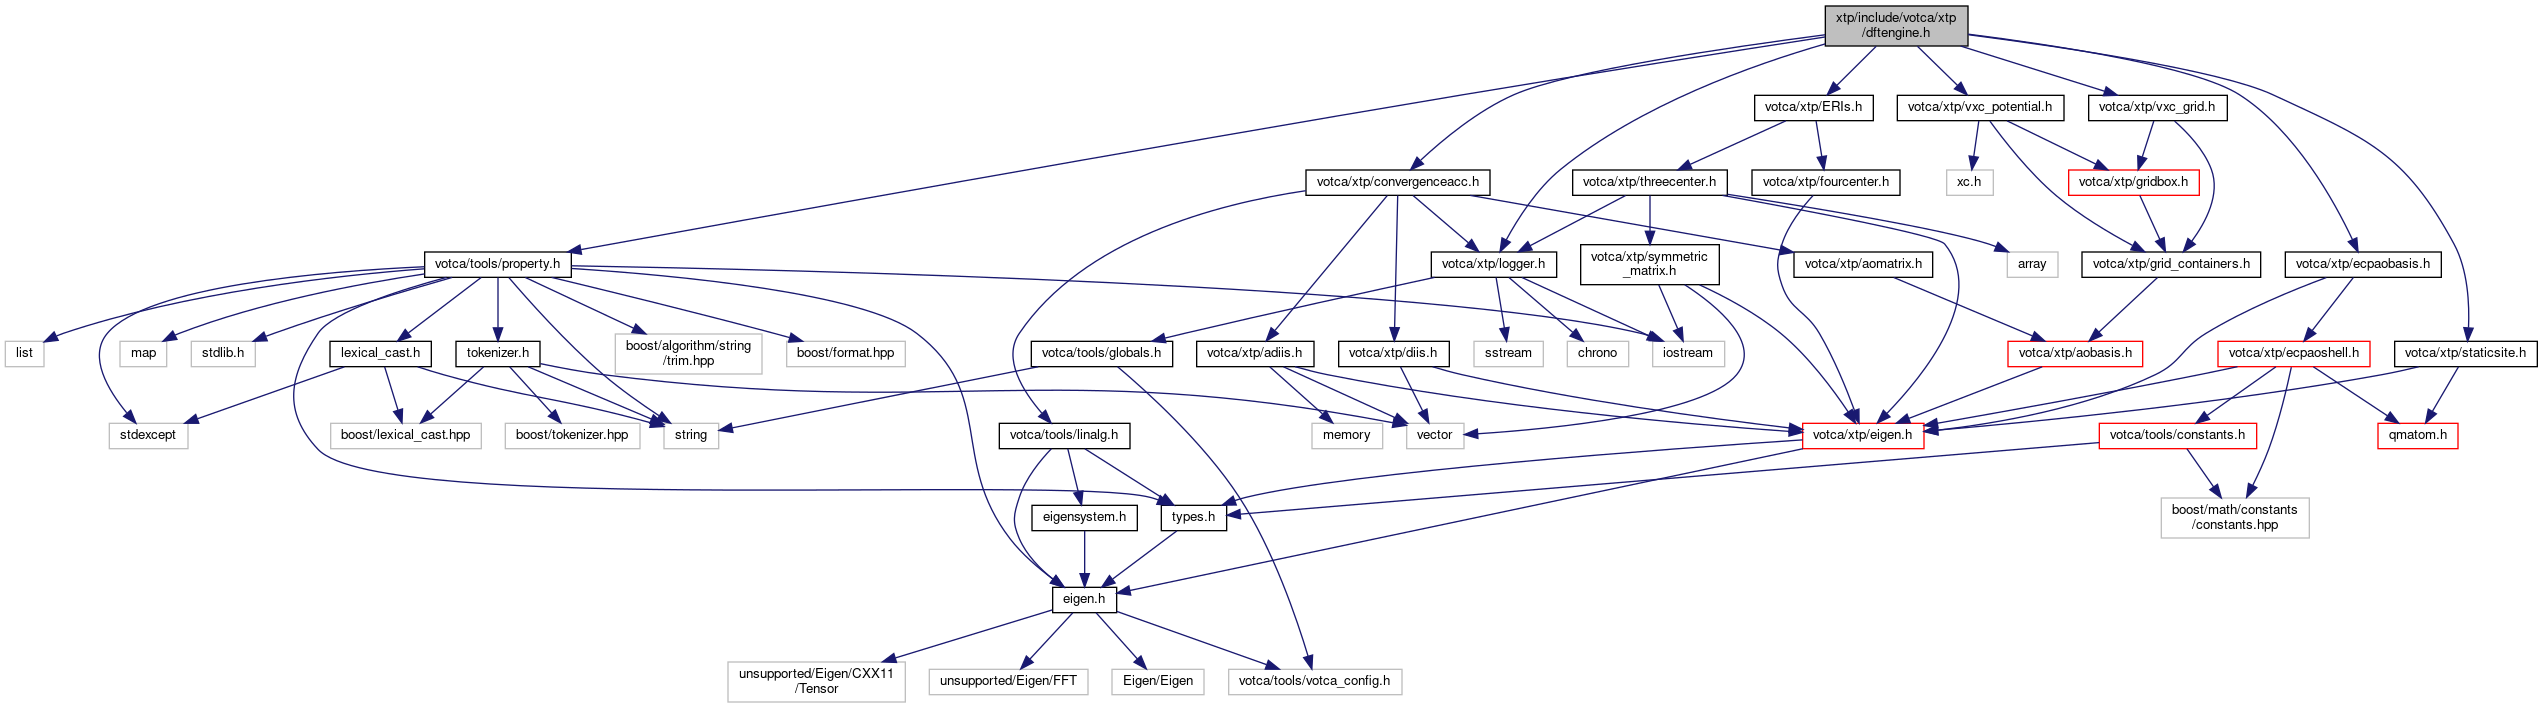 xtp/include/votca/xtp
/dftengine.h
votca/xtp/ERIs.h
votca/xtp/vxc_potential.h
votca/xtp/vxc_grid.h
votca/xtp/convergenceacc.h
votca/xtp/threecenter.h
votca/xtp/fourcenter.h
xc.h
votca/xtp/gridbox.h
votca/tools/property.h
votca/xtp/logger.h
votca/xtp/symmetric
_matrix.h
votca/xtp/aomatrix.h
array
votca/xtp/grid_containers.h
votca/xtp/ecpaobasis.h
list
map
stdlib.h
lexical_cast.h
tokenizer.h
boost/algorithm/string
/trim.hpp
boost/format.hpp
votca/tools/globals.h
votca/xtp/adiis.h
votca/xtp/diis.h
sstream
chrono
iostream
votca/xtp/aobasis.h
votca/xtp/ecpaoshell.h
votca/xtp/staticsite.h
stdexcept
boost/lexical_cast.hpp
boost/tokenizer.hpp
string
votca/tools/linalg.h
memory
vector
votca/xtp/eigen.h
votca/tools/constants.h
qmatom.h
eigensystem.h
types.h
boost/math/constants
/constants.hpp
eigen.h
unsupported/Eigen/CXX11
/Tensor
unsupported/Eigen/FFT
Eigen/Eigen
votca/tools/votca_config.h